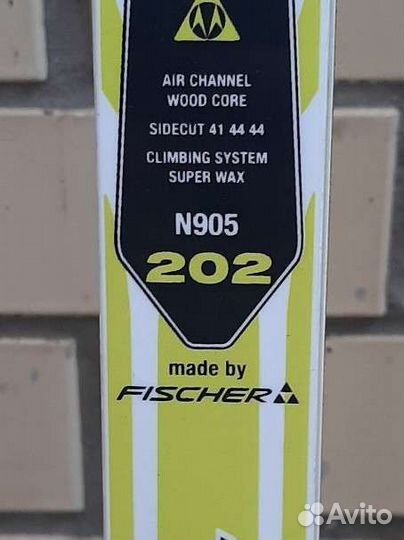 AIR CHANNEL
WOOD CORE
SIDECUT 41 44 44
CLIMBING SYSTEM
SUPER WAX
N905
202
made by
FISCHER
Avito